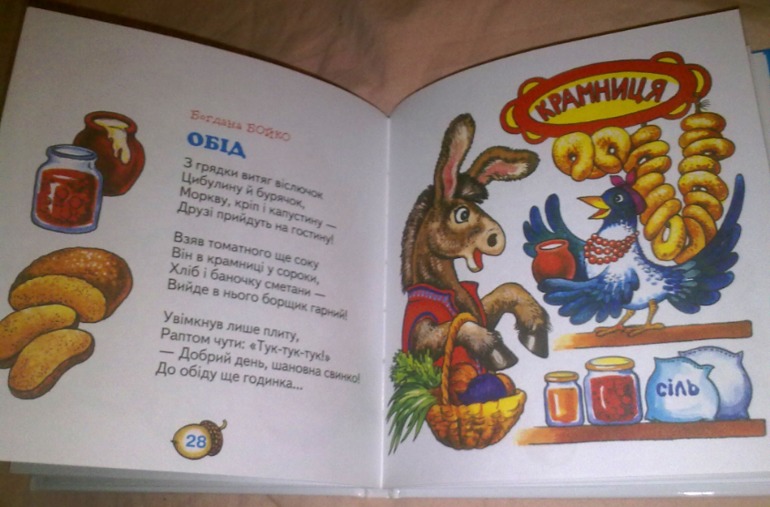 Богдана БОЙКО
ОБІД
З грядки витяг віслючок
Цибулину й бурячок,
Моркву, кріп і капустину —
Друзі прийдуть на гостину!
Взяв томатного ще соку
Він в крамниці у сороки,
Хліб і баночку сметани —
Вийде в нього борщик гарний!
Увімкнув лише плиту,
Раптом чути: «Тук-тук-тук!»
— Добрий день, шановна свинко!
До обіду ще годинка...
28
КРАМНИЦЯ
сіль